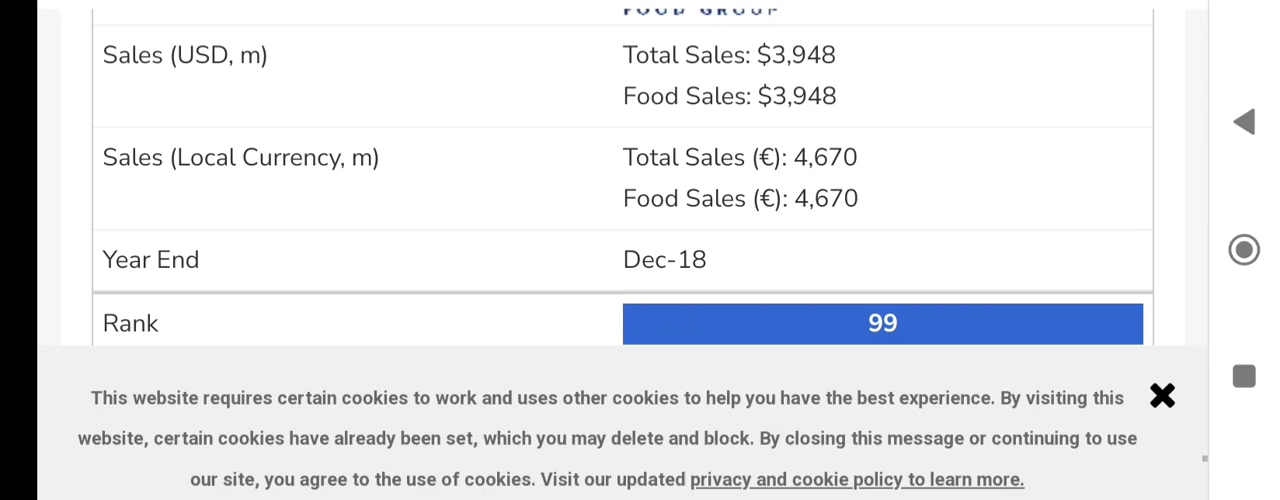 FOOD GROUP
Sales (USD, m)
Total Sales: $3,948
Food Sales: $3,948
Sales (Local Currency, m)
Total Sales (€): 4,670
Food Sales (€): 4,670
Year End
Dec-18
Rank
99
This website requires certain cookies to work and uses other cookies to help you have the best experience. By visiting this
website, certain cookies have already been set, which you may delete and block. By closing this message or continuing to use
our site, you agree to the use of cookies. Visit our updated privacy and cookie policy to learn more.